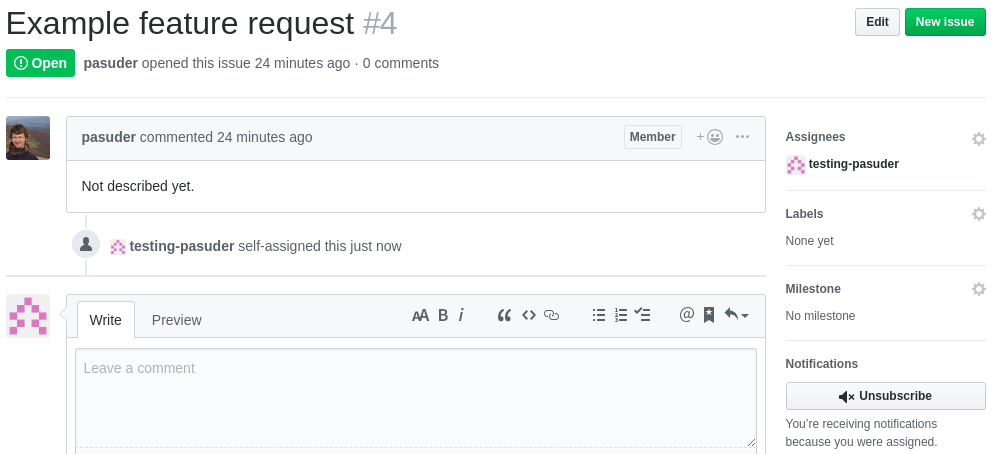 Example feature request #4
Edit
New issue
Open
pasuder opened this issue 24 minutes ago · 0 comments
pasuder commented 24 minutes ago
Member
Not described yet.
testing-pasuder self-assigned this just now
Write
Preview
AA B i
@
Leave a comment
Assignees
testing-pasuder
Labels
None yet
Milestone
No milestone
Notifications
Unsubscribe
You’re receiving notifications
because you were assigned.